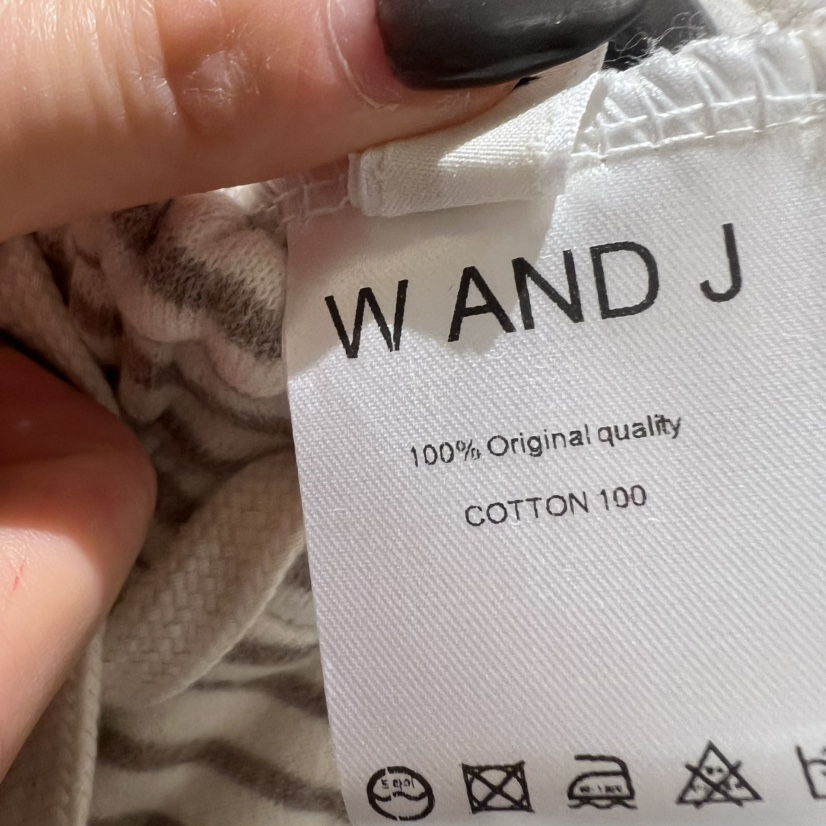 W AND J
100% Original quality
COTTON 100